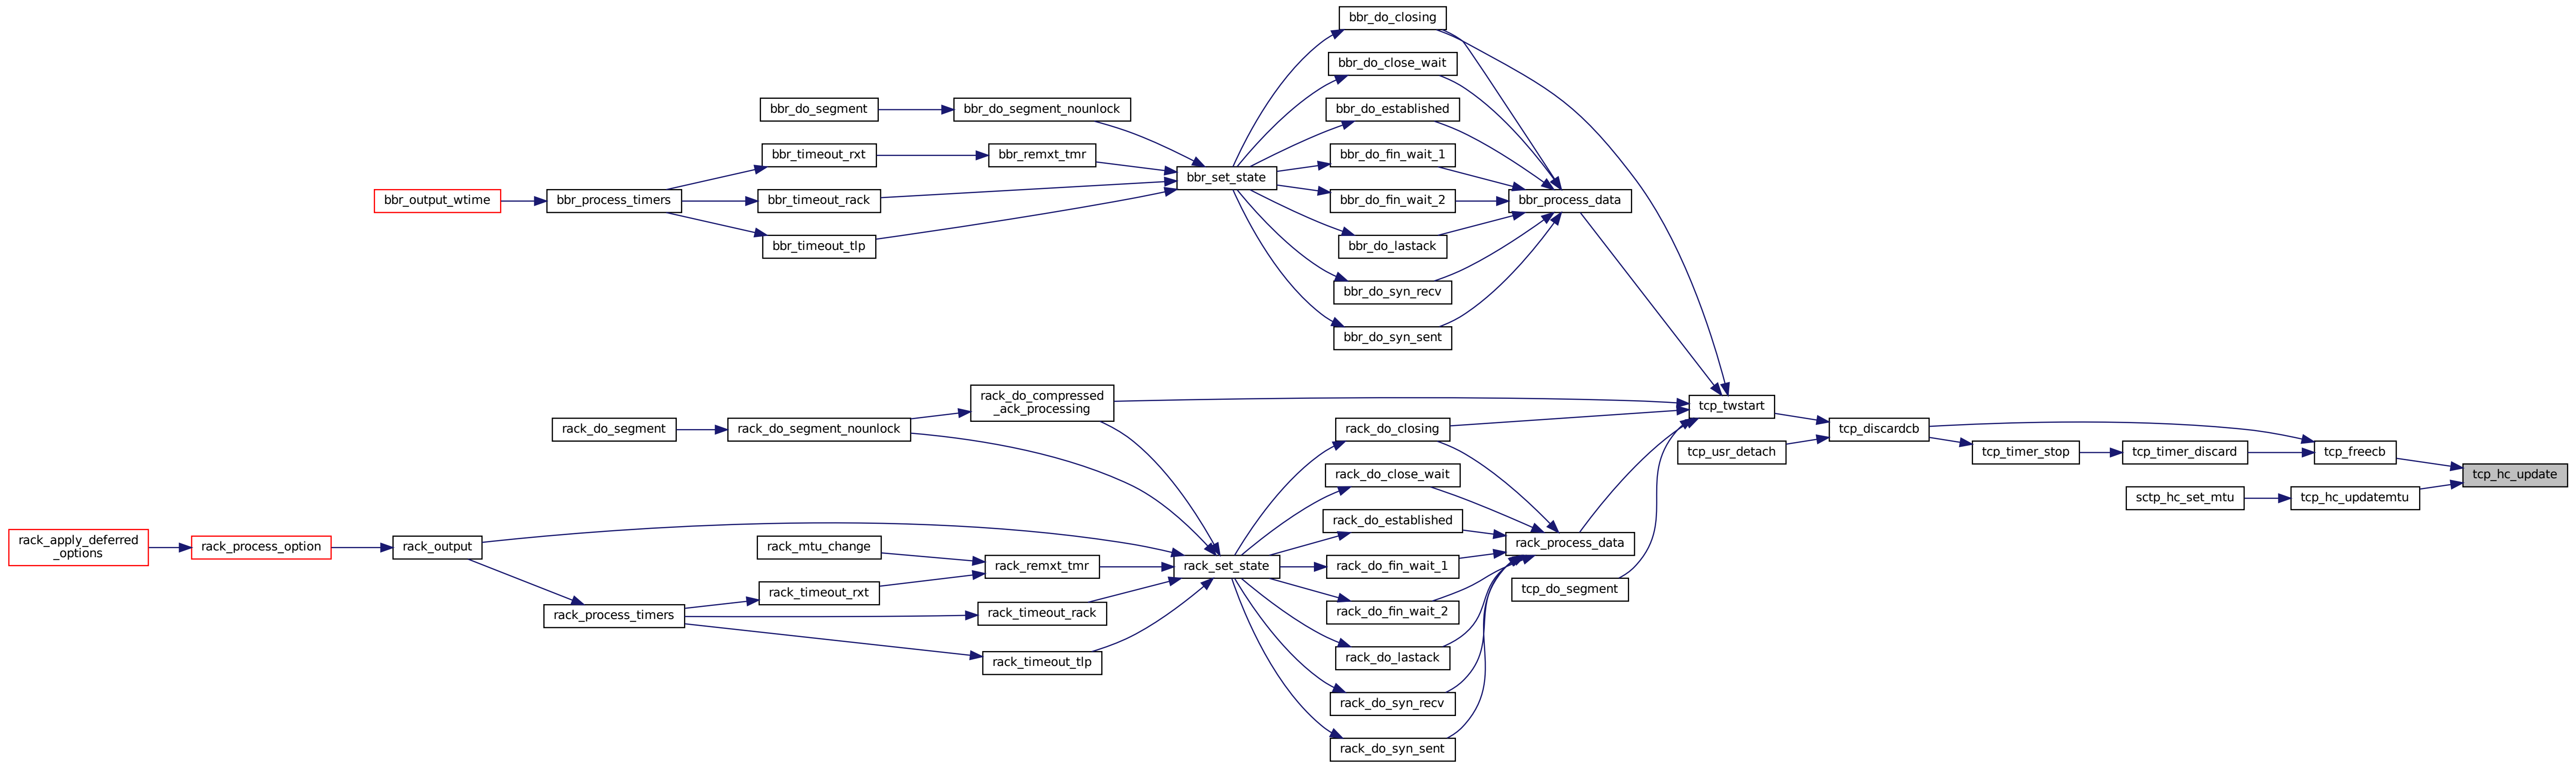 bbr_do_closing
bbr_do_close_wait
bbr_do_segment
bbr_do_segment_nounlock
bbr_do_established
bbr_timeout_rxt
bbr_remxt_tmr
bbr_do_fin_wait_1
bbr_set_state
bbr_output_wtime
bbr_process_timers
bbr_timeout_rack
bbr_do_fin_wait_2
bbr_process_data
bbr_timeout_tlp
bbr_do_lastack
bbr_do_syn_recv
bbr_do_syn_sent
rack_do_compressed
_ack_processing
tcp_twstart
rack_do_segment
rack_do_segment_nounlock
rack_do_closing
tcp_discardcb
tcp_usr_detach
tcp_timer_stop
tcp_timer_discard
tcp_freecb
rack_do_close_wait
tcp_hc_update
sctp_hc_set_mtu
tcp_hc_updatemtu
rack_do_established
rack_apply_deferred
_options
rack_process_option
rack_output
rack_mtu_change
rack_process_data
rack_set_state
rack_remxt_tmr
rack_do_fin_wait_1
rack_timeout_rxt
tcp_do_segment
rack_process_timers
rack_timeout_rack
rack_do_fin_wait_2
rack_timeout_tlp
rack_do_lastack
rack_do_syn_recv
rack_do_syn_sent